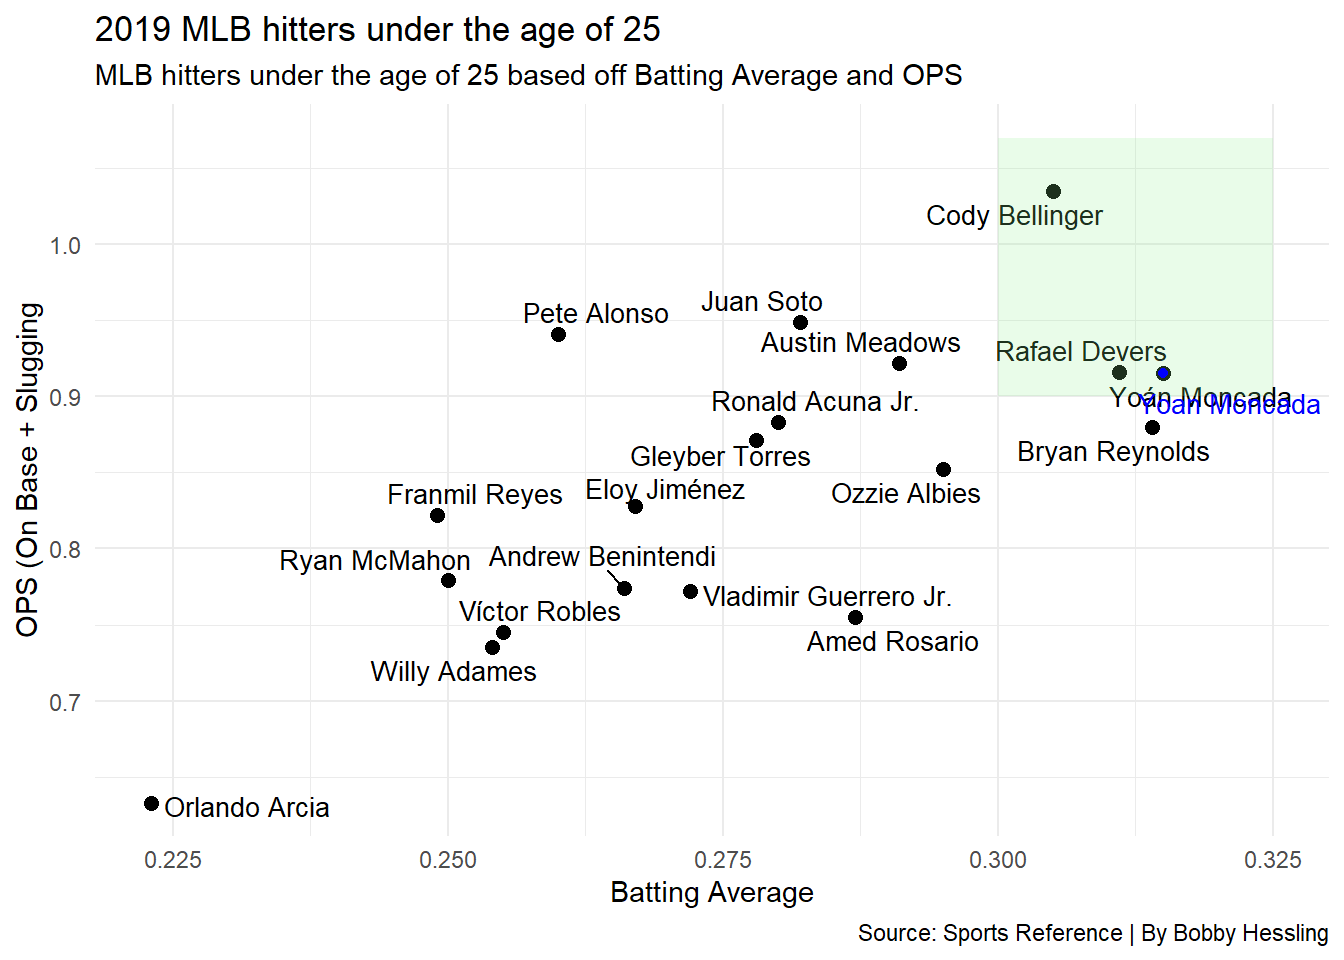 2019 MLB hitters under the age of 25
MLB hitters under the age of 25 based off Batting Average and OPS
OPS (On Base + Slugging
1.0
0.9
0.8
0.7
Cody Bellinger
Juan Soto
Pete Alonso
Austin Meadows
Rafael Devers
Yoán Moncada
Yoan Moncada
Ronald Acuna Jr.
Bryan Reynolds
Gleyber Torres
Eloy Jiménez
Ozzie Albies
Franmil Reyes
Andrew Benintendi
Ryan McMahon
Vladimir Guerrero Jr.
Víctor Robles
Amed Rosario
Willy Adames
Orlando Arcia
0.225
0.250
0.275
0.300
0.325
Batting Average
Source: Sports Reference | By Bobby Hessling